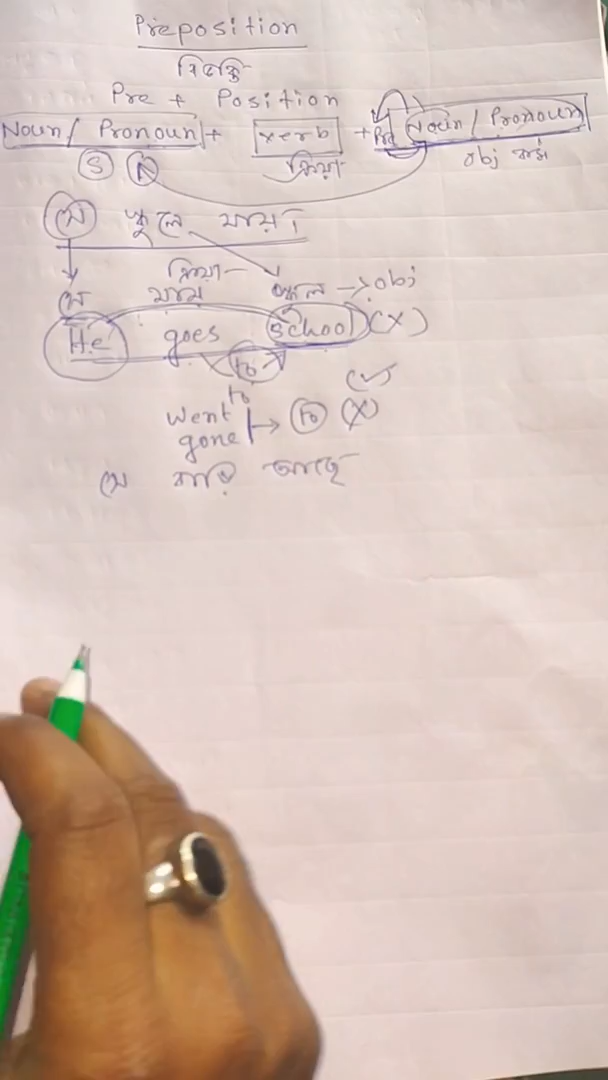 Preposition
বিভক্তি
Pre + Position
Noun / Pronoun + verb + Pre Noun / Pronoun
S ক্রিয়া obj কর্ম
সে স্কুলে যায়।
ক্রিয়া
সে যায় স্কুল → obj
He goes School (x)
to
to (✓)
went
gone → to (x)
সে বাড়ি আছে